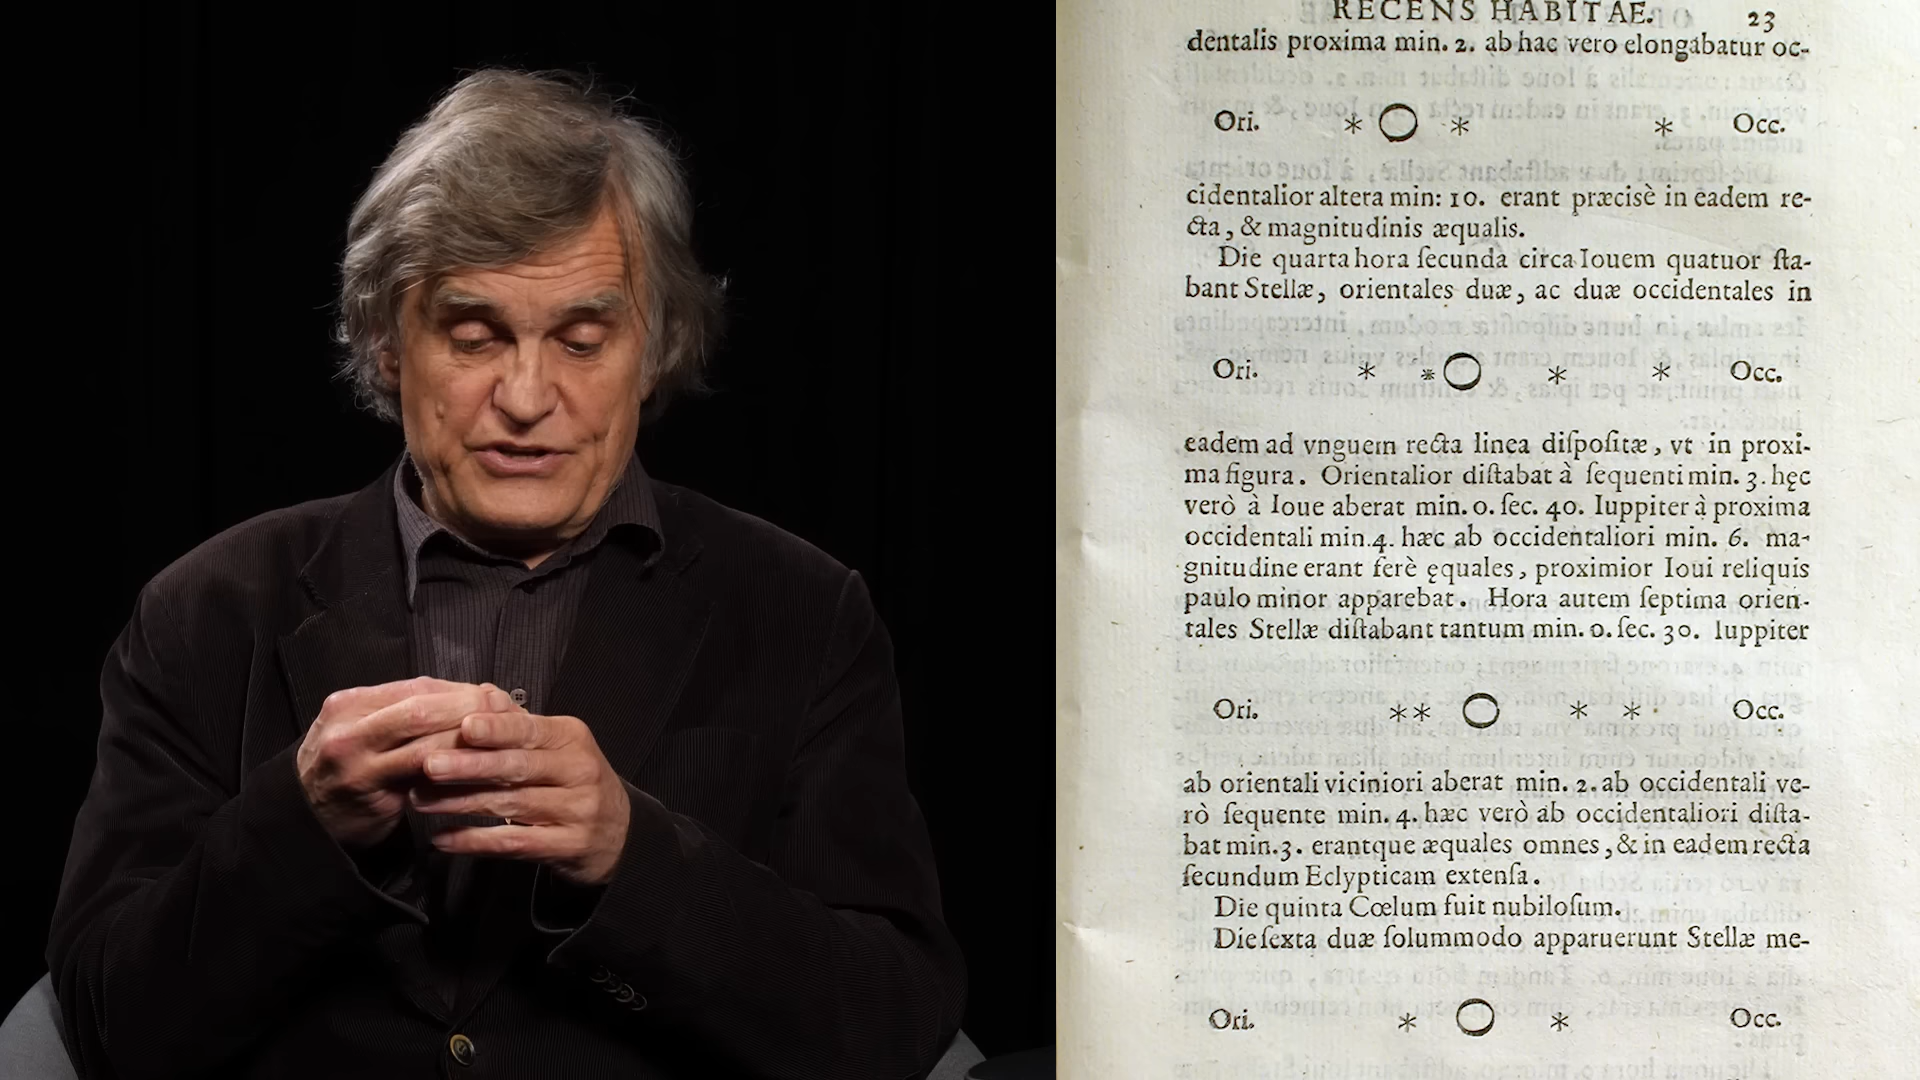 RECENS HABITAE. 23
dentalis proxima min. 2. ab hac vero elongabatur oc-
Ori. * O * * Occ.
cidentalior altera min: 10. erant præcisè in eadem re-
cta, & magnitudinis æqualis.
Die quarta hora ſecunda circa Iouem quatuor ſta-
bant Stellæ, orientales duæ, ac duæ occidentales in
Ori. * * O * * Occ.
eadem ad vnguem recta linea diſpoſitæ, vt in proxi-
ma figura. Orientalior diſtabat à ſequenti min. 3. hęc
verò à Ioue aberat min. 0. ſec. 40. Iuppiter à proxima
occidentali min. 4. hæc ab occidentaliori min. 6. ma-
gnitudine erant ferè ęquales, proximior Ioui reliquis
paulo minor apparebat. Hora autem ſeptima orien-
tales Stellæ diſtabant tantum min. 0. ſec. 30. Iuppiter
Ori. ** O * * Occ.
ab orientali viciniori aberat min. 2. ab occidentali ve-
rò ſequente min. 4. hæc verò ab occidentaliori diſta-
bat min. 3. erantque æquales omnes, & in eadem recta
ſecundum Eclypticam extenſa.
Die quinta Cœlum fuit nubiloſum.
Die ſexta duæ ſolummodo apparuerunt Stellæ me-
Ori. * O * Occ.